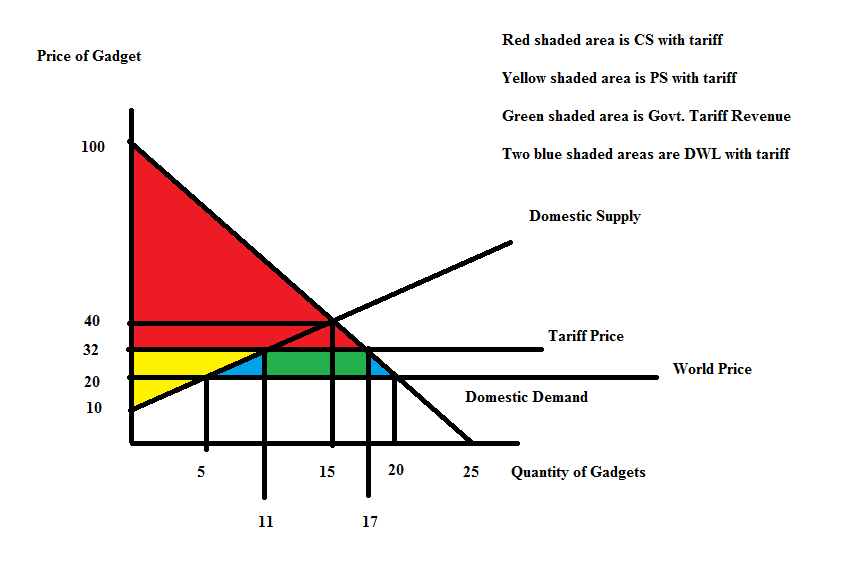 Red shaded area is CS with tariff
Price of Gadget
Yellow shaded area is PS with tariff
Green shaded area is Govt. Tariff Revenue
100
Two blue shaded areas are DWL with tariff
Domestic Supply
40
Tariff Price
32
World Price
20
Domestic Demand
10
5 15 20 25 Quantity of Gadgets
11 17